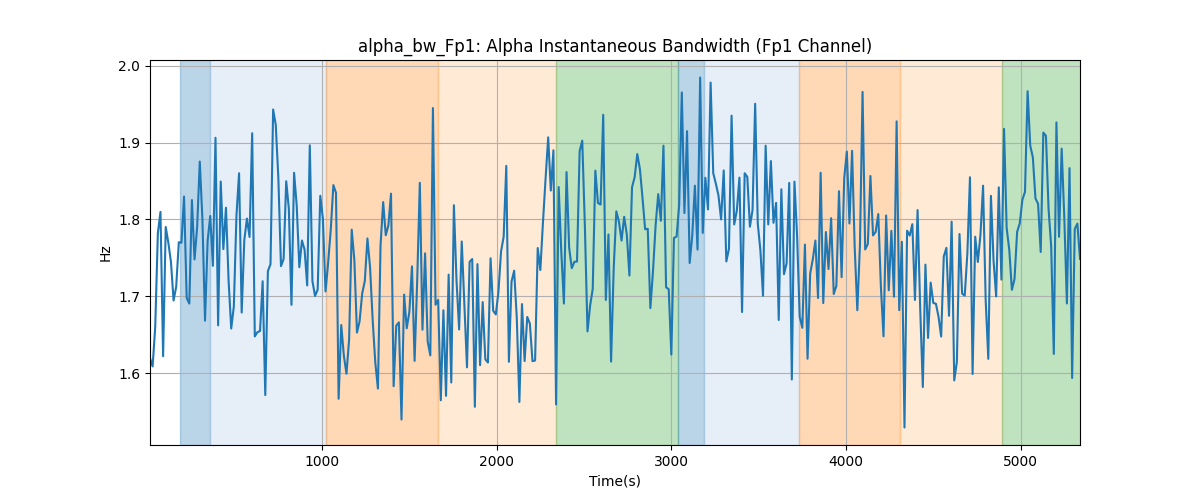 alpha_bw_Fp1: Alpha Instantaneous Bandwidth (Fp1 Channel)
2.0
1.9
1.8
1.7
1.6
Hz
1000 2000 3000 4000 5000
Time(s)